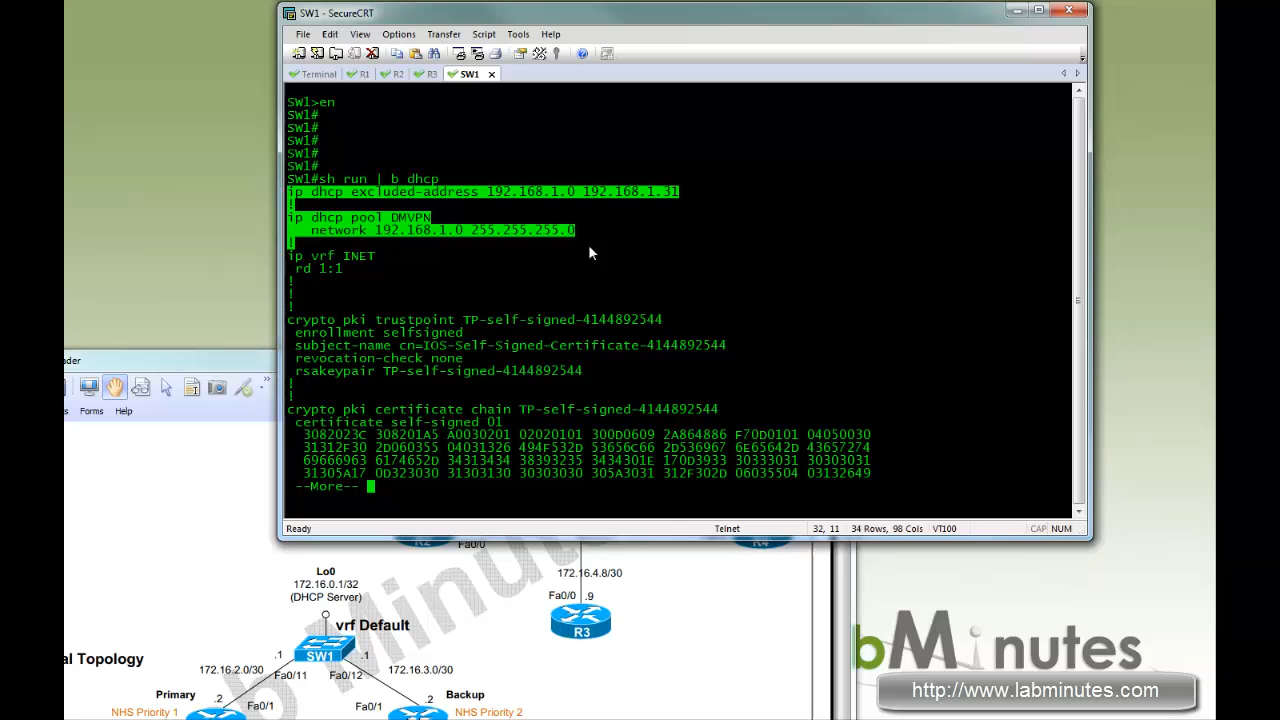 SW1 - SecureCRT
File Edit View Options Transfer Script Tools Help
Terminal R1 R2 R3 SW1
SW1>en
SW1#
SW1#
SW1#
SW1#
SW1#
SW1#sh run | b dhcp
ip dhcp excluded-address 192.168.1.0 192.168.1.31
!
ip dhcp pool DMVPN
network 192.168.1.0 255.255.255.0
!
ip vrf INET
rd 1:1
!
!
!
crypto pki trustpoint TP-self-signed-4144892544
enrollment selfsigned
subject-name cn=IOS-Self-Signed-Certificate-4144892544
revocation-check none
rsakeypair TP-self-signed-4144892544
!
!
crypto pki certificate chain TP-self-signed-4144892544
certificate self-signed 01
3082023C 308201A5 A0030201 02020101 300D0609 2A864886 F70D0101 04050030
31312F30 2D060355 04031326 494F532D 53656C66 2D536967 6E65642D 43657274
69666963 6174652D 34313434 38393235 3434301E 170D3933 30333031 30303031
31305A17 0D323030 31303130 30303030 305A3031 312F302D 06035504 03132649
--More--
Ready Telnet 32, 11 34 Rows, 98 Cols VT100 CAP NUM
ader
s Forms Help
R2 Fa0/0 R4
Lo0
172.16.0.1/32
(DHCP Server)
172.16.4.8/30
Fa0/0 .9
R3
vrf Default
SW1
al Topology
172.16.2.0/30 .1 .1 172.16.3.0/30
Fa0/11 Fa0/12
Primary .2 Fa0/1 Fa0/1 .2 Backup
NHS Priority 1 NHS Priority 2
b Minutes
bMinutes
http://www.labminutes.com